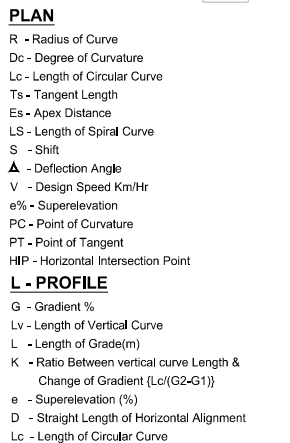 PLAN
R - Radius of Curve
Dc - Degree of Curvature
Lc - Length of Circular Curve
Ts - Tangent Length
Es - Apex Distance
LS - Length of Spiral Curve
S - Shift
Δ - Deflection Angle
V - Design Speed Km/Hr
e% - Superelevation
PC - Point of Curvature
PT - Point of Tangent
HIP - Horizontal Intersection Point
L - PROFILE
G - Gradient %
Lv - Length of Vertical Curve
L - Length of Grade(m)
K - Ratio Between vertical curve Length &
Change of Gradient {Lc/(G2-G1)}
e - Superelevation (%)
D - Straight Length of Horizontal Alignment
Lc - Length of Circular Curve